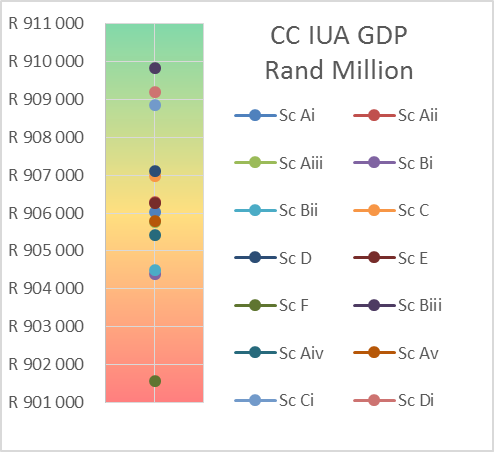 CC IUA GDP
Rand Million
R 911 000
R 910 000
R 909 000
R 908 000
R 907 000
R 906 000
R 905 000
R 904 000
R 903 000
R 902 000
R 901 000
Sc Ai
Sc Aii
Sc Aiii
Sc Bi
Sc Bii
Sc C
Sc D
Sc E
Sc F
Sc Biii
Sc Aiv
Sc Av
Sc Ci
Sc Di